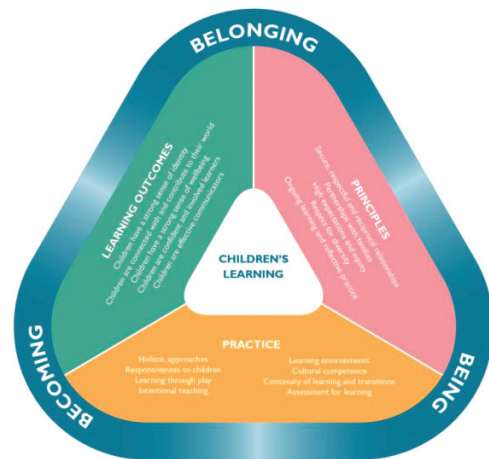 BELONGING
LEARNING OUTCOMES
Children have a strong sense of identity
Children are connected with and contribute to their world
Children have a strong sense of wellbeing
Children are confident and involved learners
Children are effective communicators
PRINCIPLES
Secure, respectful and reciprocal relationships
Partnerships with families
High expectations and equity
Respect for diversity
Ongoing learning and reflective practice
CHILDREN'S
LEARNING
PRACTICE
Holistic approaches
Responsiveness to children
Learning through play
Intentional teaching
Learning environments
Cultural competence
Continuity of learning and transitions
Assessment for learning
BECOMING
BEING